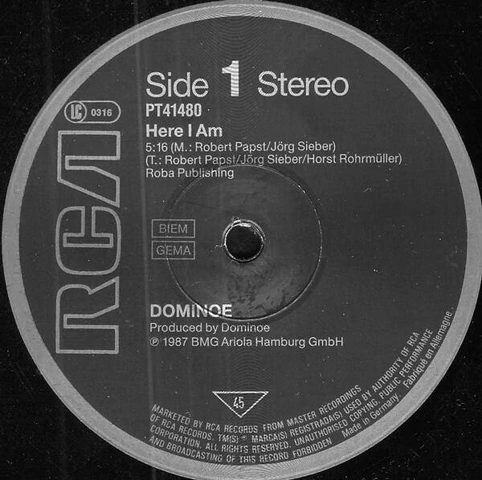 Side 1 Stereo
PT41480
LC 0316
Here I Am
5:16 (M.: Robert Papst/Jörg Sieber)
(T.: Robert Papst/Jörg Sieber/Horst Rohrmüller)
Roba Publishing
RCA
BIEM
GEMA
DOMINOE
Produced by Dominoe
℗ 1987 BMG Ariola Hamburg GmbH
45
MARKETED BY RCA RECORDS FROM MASTER RECORDINGS
OF RCA RECORDS. TM(S) ® MARCA(S) REGISTRADA(S) USED BY AUTHORITY OF RCA
CORPORATION. ALL RIGHTS RESERVED. UNAUTHORISED COPYING, PUBLIC PERFORMANCE
AND BROADCASTING OF THIS RECORD FORBIDDEN
Made in Germany
Fabriqué en Allemagne